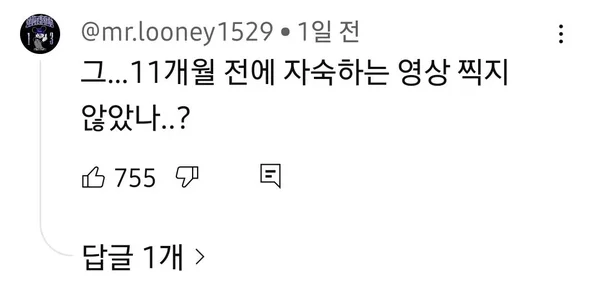 @mr.looney1529 • 1일 전
그...11개월 전에 자숙하는 영상 찍지
않았나..?
755
답글 1개 >